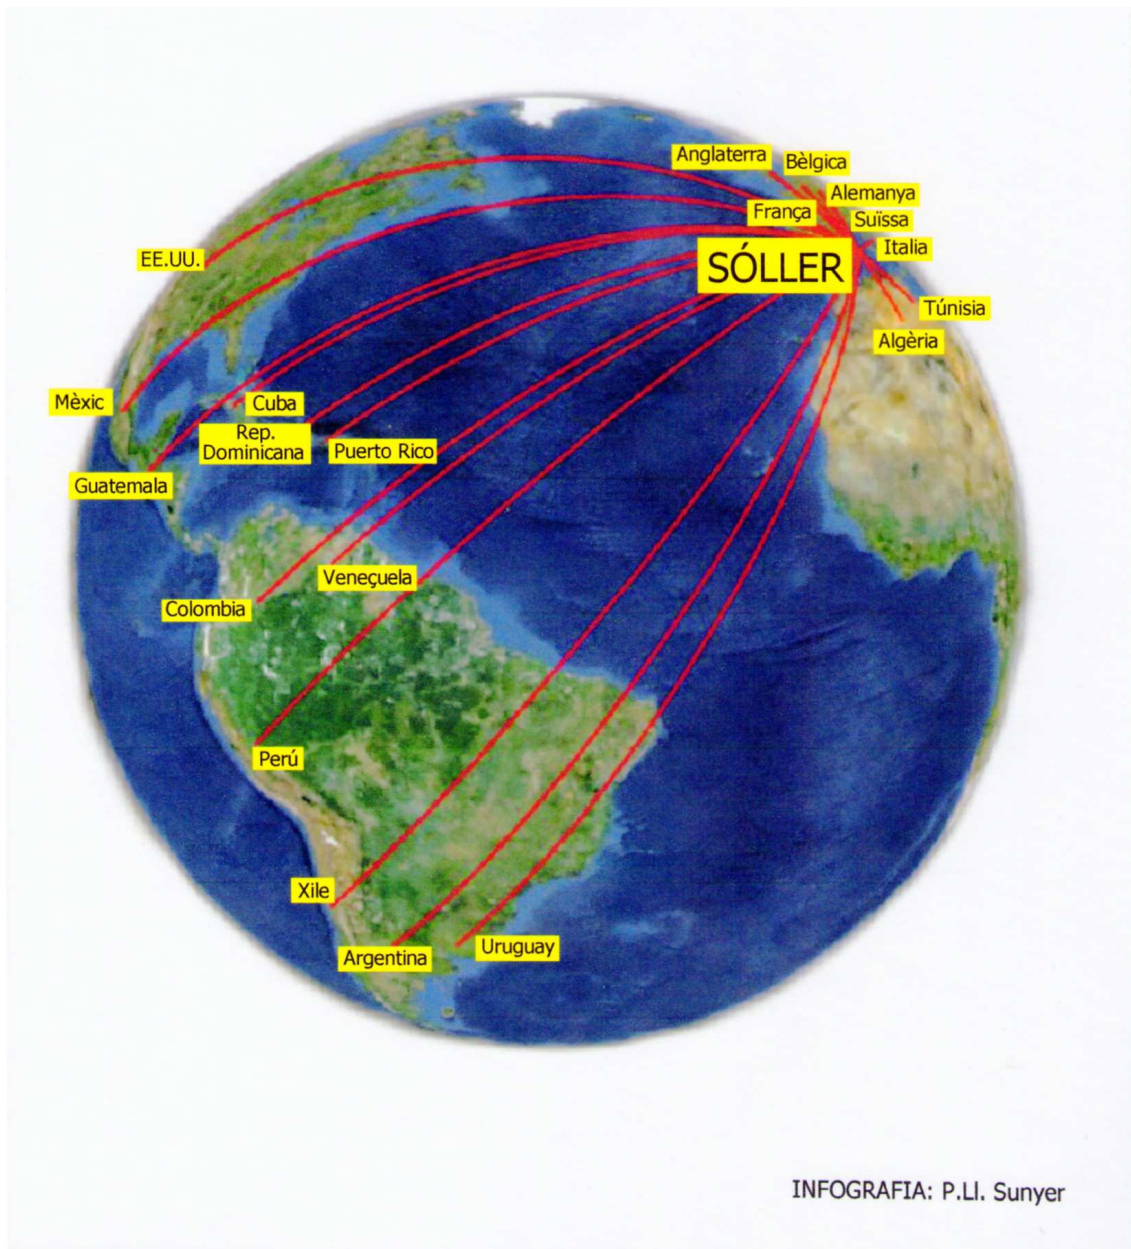 Anglaterra
Bèlgica
Alemanya
França
Suïssa
Italia
EE.UU.
SÓLLER
Túnisia
Algèria
Mèxic
Cuba
Rep.
Dominicana
Puerto Rico
Guatemala
Veneçuela
Colombia
Perú
Xile
Argentina
Uruguay
INFOGRAFIA: P.Ll. Sunyer